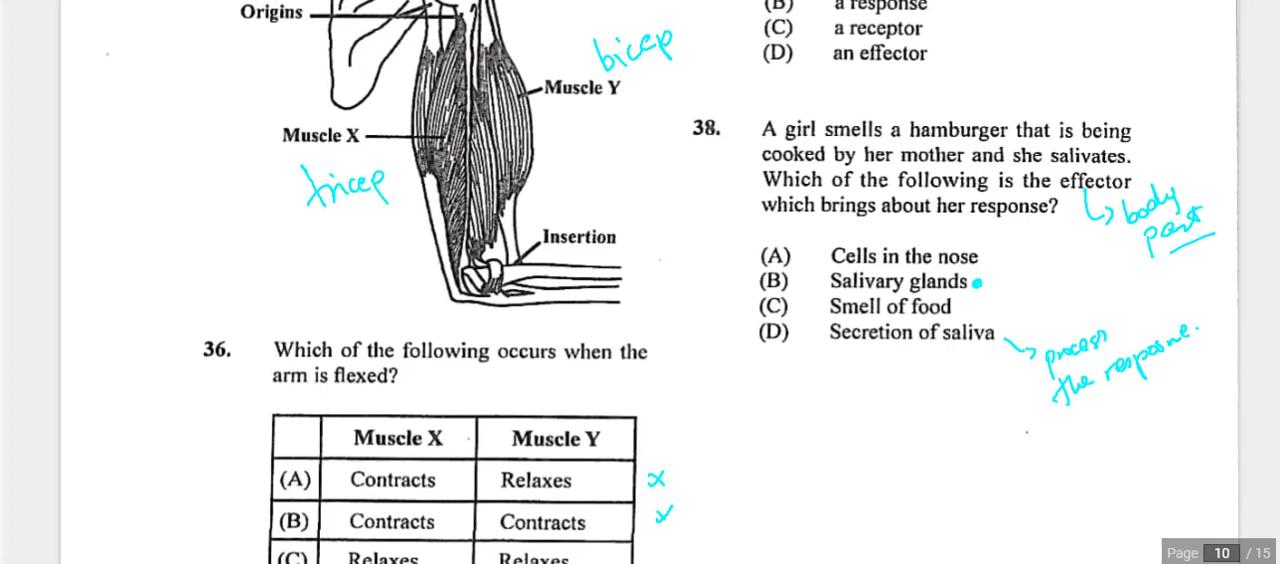 Origins
bicep
Muscle Y
Muscle X
tricep
Insertion
36. Which of the following occurs when the
arm is flexed?
Muscle X Muscle Y
(A) Contracts Relaxes x
(B) Contracts Contracts x
(C) Relaxes Relaxes
(B) a response
(C) a receptor
(D) an effector
38. A girl smells a hamburger that is being
cooked by her mother and she salivates.
Which of the following is the effector
which brings about her response?
↳ body
part
(A) Cells in the nose
(B) Salivary glands
(C) Smell of food
(D) Secretion of saliva
↳ process
the resposne.
Page 10 / 15